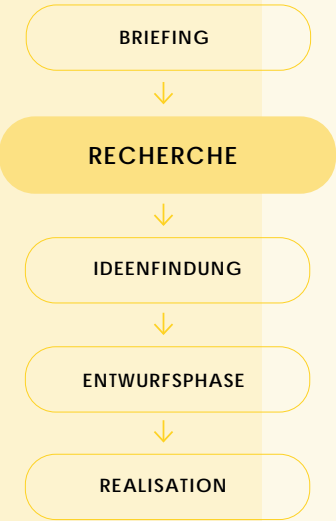 BRIEFING
RECHERCHE
IDEENFINDUNG
ENTWURFSPHASE
REALISATION